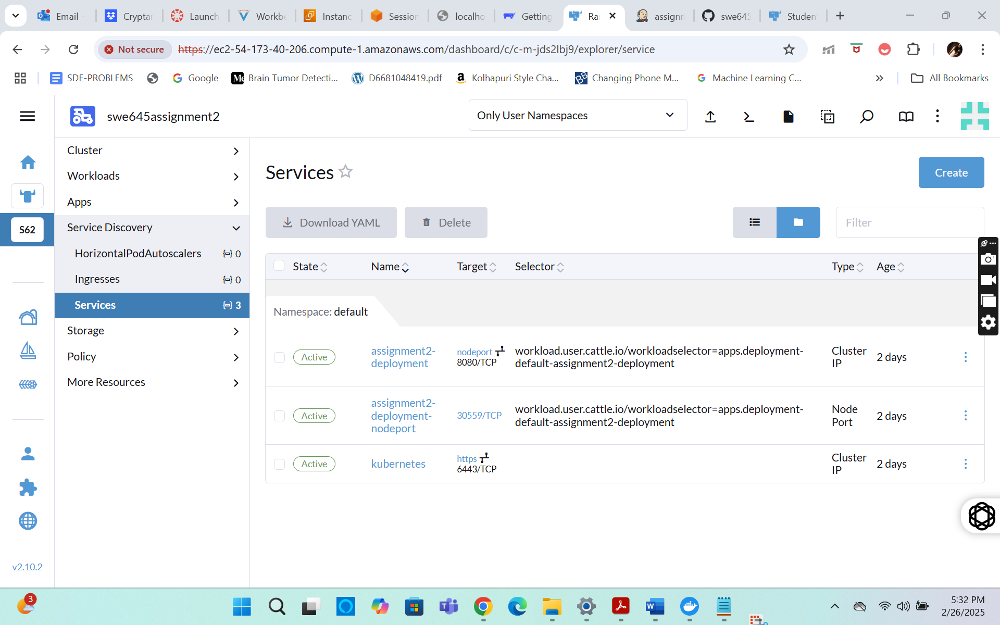 Email -
Cryptar
Launch
Workbe
Instanc
Session
localho
Getting
Ra
assignm
swe645
Studen
Not secure
https://ec2-54-173-40-206.compute-1.amazonaws.com/dashboard/c/c-m-jds2lbj9/explorer/service
SDE-PROBLEMS
Google
Me
Brain Tumor Detecti...
D6681048419.pdf
Kolhapuri Style Cha...
BB
Changing Phone M...
Machine Learning C...
All Bookmarks
swe645assignment2
Only User Namespaces
S62
v2.10.2
Cluster
Workloads
Apps
Service Discovery
HorizontalPodAutoscalers 0
Ingresses 0
Services 3
Storage
Policy
More Resources
Services
Create
Download YAML
Delete
Filter
State Name Target Selector Type Age
Namespace: default
Active
assignment2-
deployment
nodeport
8080/TCP
workload.user.cattle.io/workloadselector=apps.deployment-
default-assignment2-deployment
Cluster
IP
2 days
Active
assignment2-
deployment-
nodeport
30559/TCP
workload.user.cattle.io/workloadselector=apps.deployment-
default-assignment2-deployment
Node
Port
2 days
Active
kubernetes
https
6443/TCP
Cluster
IP
2 days
3
5:32 PM
2/26/2025